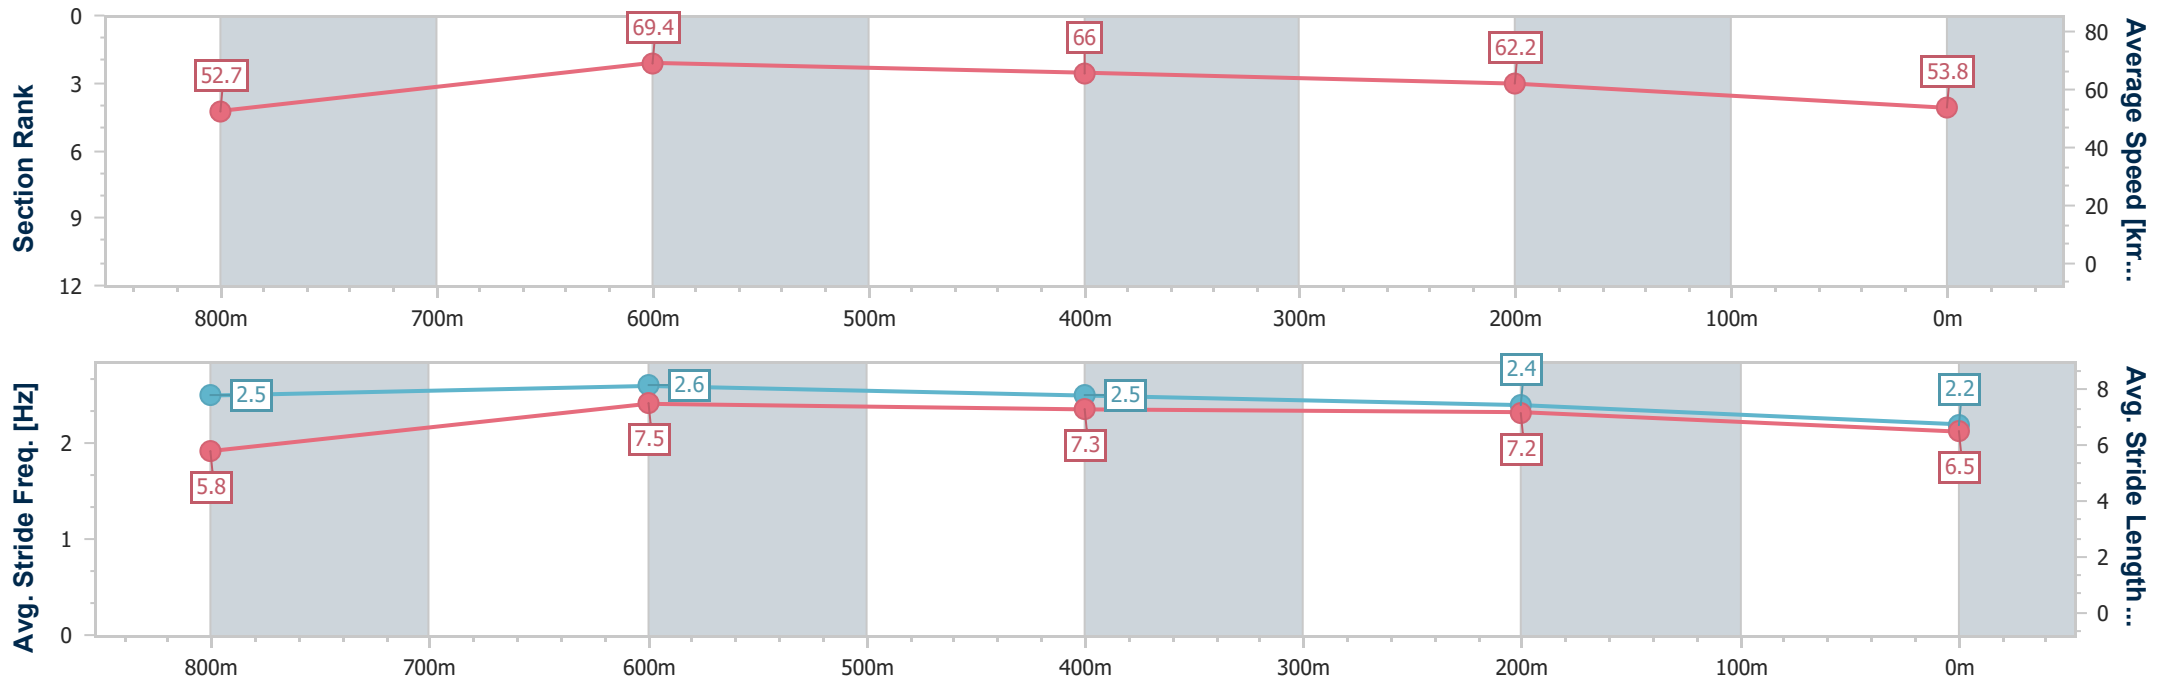 Section Rank
0
3
6
9
12
52.7
69.4
66
62.2
53.8
80
60
40
20
0
Average Speed [km...
800m
700m
600m
500m
400m
300m
200m
100m
0m
Avg. Stride Freq. [Hz]
2
1
0
2.5
2.6
2.5
2.4
2.2
5.8
7.5
7.3
7.2
6.5
8
6
4
2
0
Avg. Stride Length ...
800m
700m
600m
500m
400m
300m
200m
100m
0m